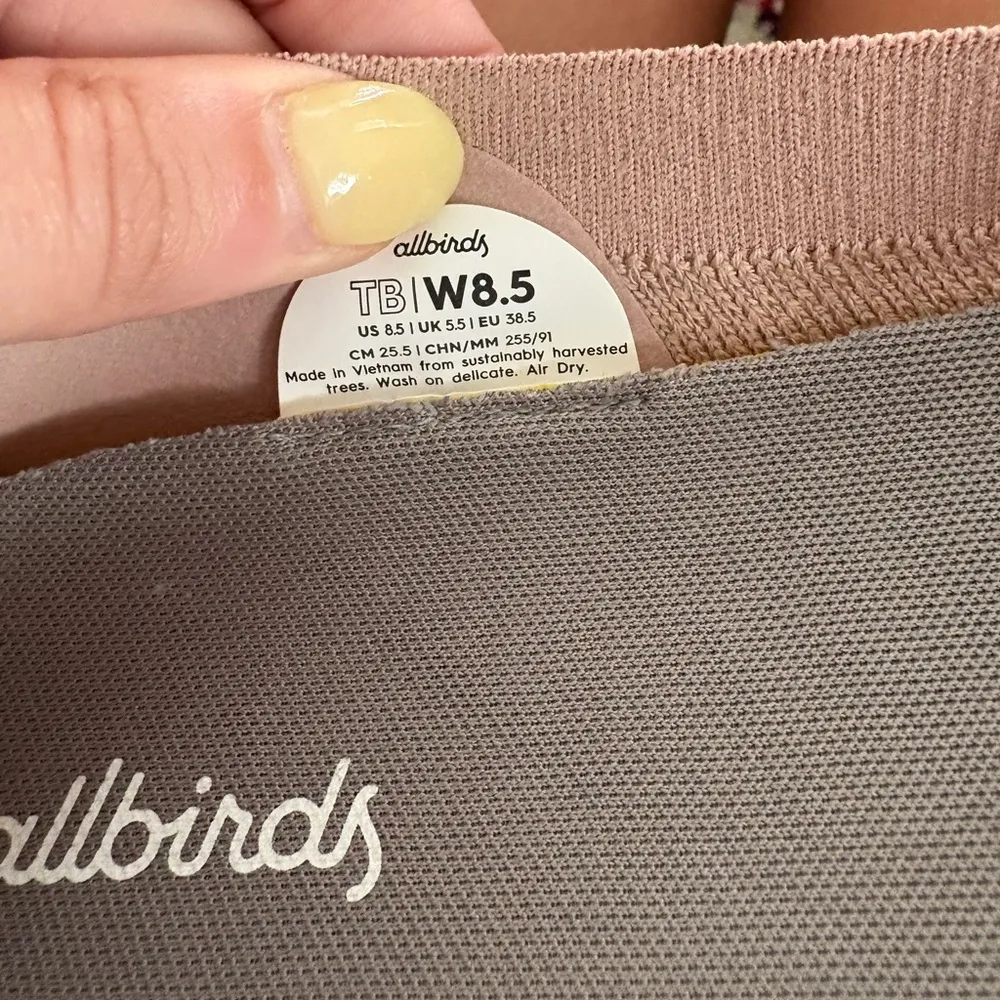 allbirds
TB|W8.5
US 8.5 | UK 5.5 | EU 38.5
CM 25.5 | CHN/MM 255/91
Made in Vietnam from sustainably harvested
trees. Wash on delicate. Air Dry.
allbirds